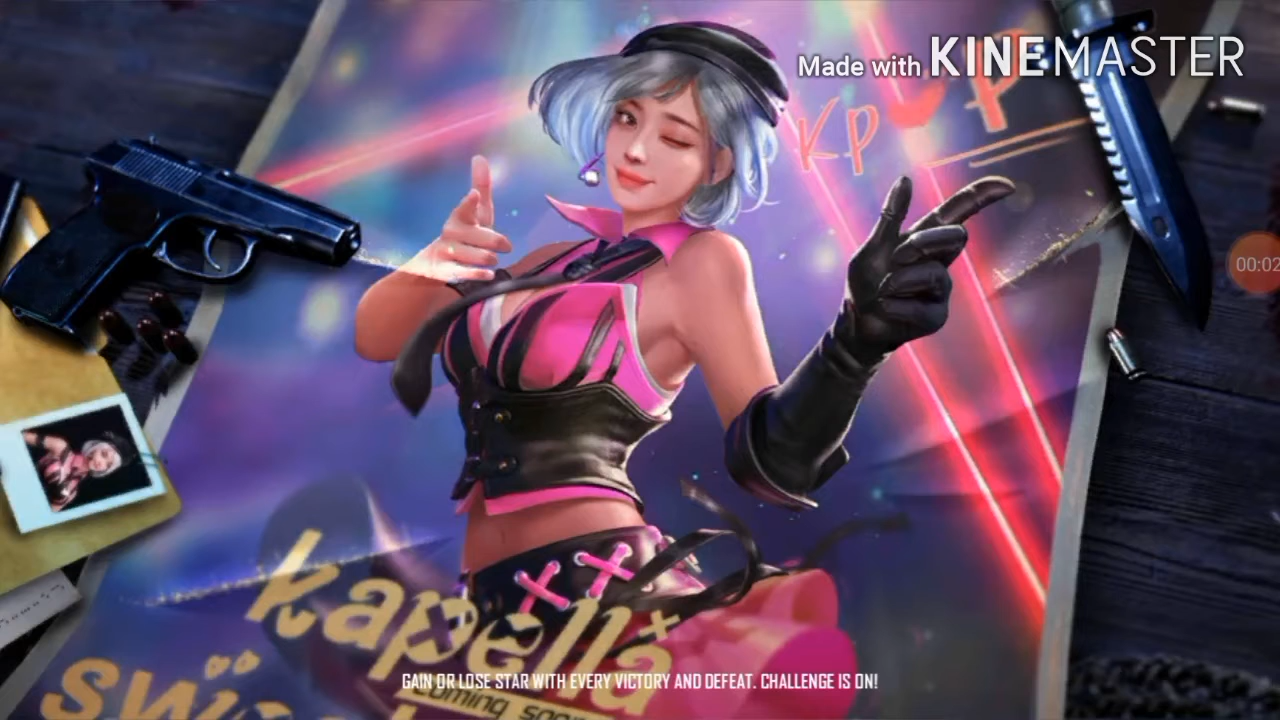 Made with KINEMASTER
KP
00:02
kapella
GAIN OR LOSE STAR WITH EVERY VICTORY AND DEFEAT. CHALLENGE IS ON!
coming soon